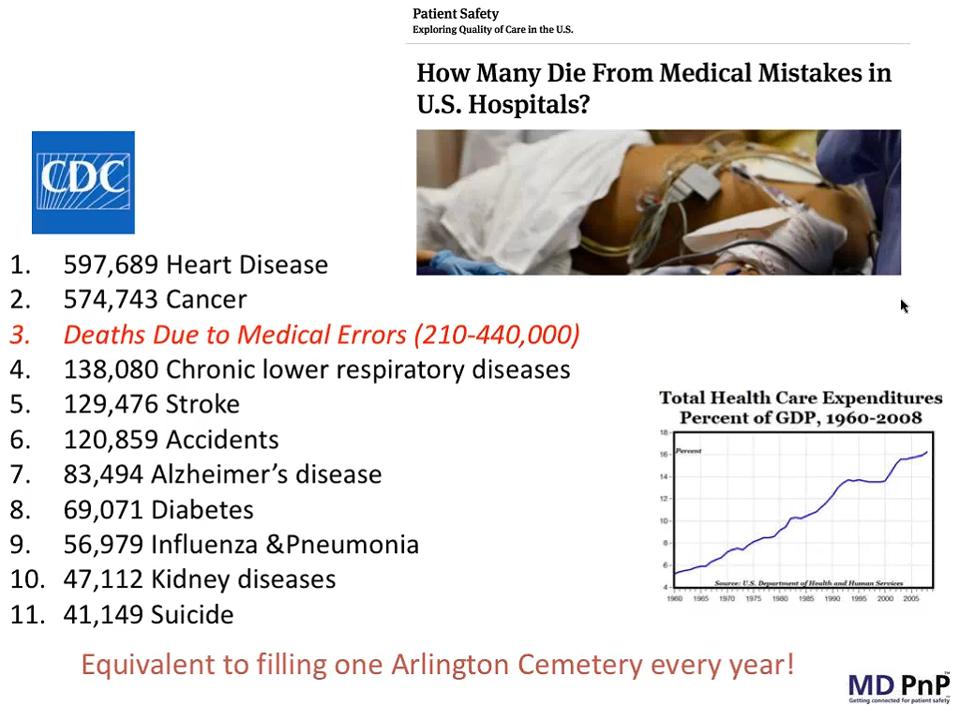 Patient Safety
Exploring Quality of Care in the U.S.
How Many Die From Medical Mistakes in
U.S. Hospitals?
CDC
1. 597,689 Heart Disease
2. 574,743 Cancer
3. Deaths Due to Medical Errors (210-440,000)
4. 138,080 Chronic lower respiratory diseases
5. 129,476 Stroke
6. 120,859 Accidents
7. 83,494 Alzheimer’s disease
8. 69,071 Diabetes
9. 56,979 Influenza &Pneumonia
10. 47,112 Kidney diseases
11. 41,149 Suicide
Total Health Care Expenditures
Percent of GDP, 1960-2008
18
Percent
16
14
12
10
8
6
4
Source: U.S. Department of Health and Human Services
1960 1965 1970 1975 1980 1985 1990 1995 2000 2005
Equivalent to filling one Arlington Cemetery every year!
MD PnP™
Getting connected for patient safety